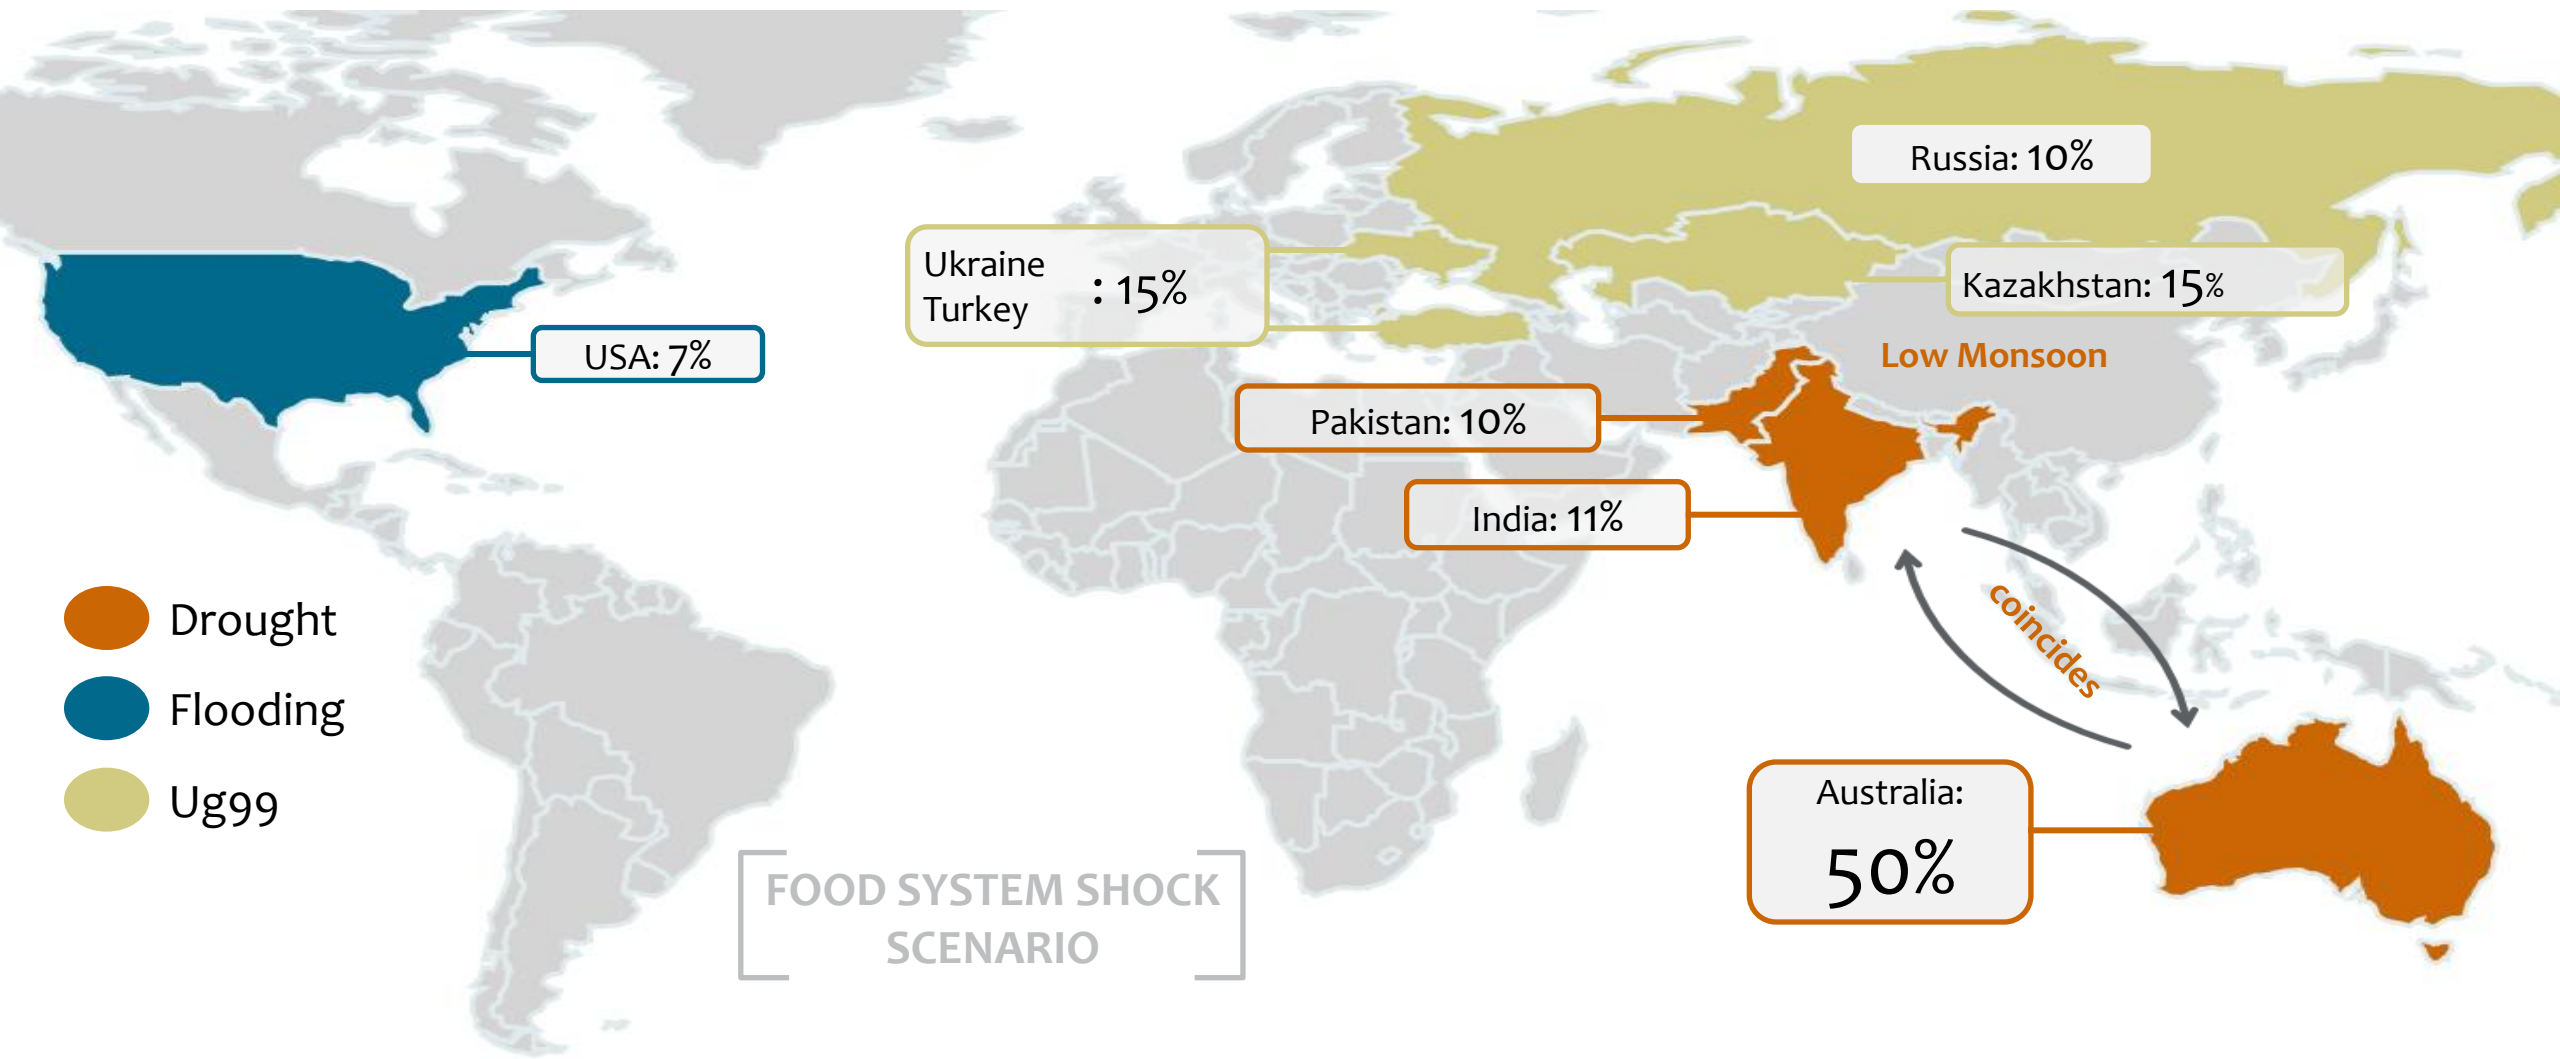 Russia: 10%
Ukraine
Turkey
: 15%
Kazakhstan: 15%
USA: 7%
Low Monsoon
Pakistan: 10%
India: 11%
coincides
Drought
Flooding
Ug99
Australia:
50%
FOOD SYSTEM SHOCK
SCENARIO